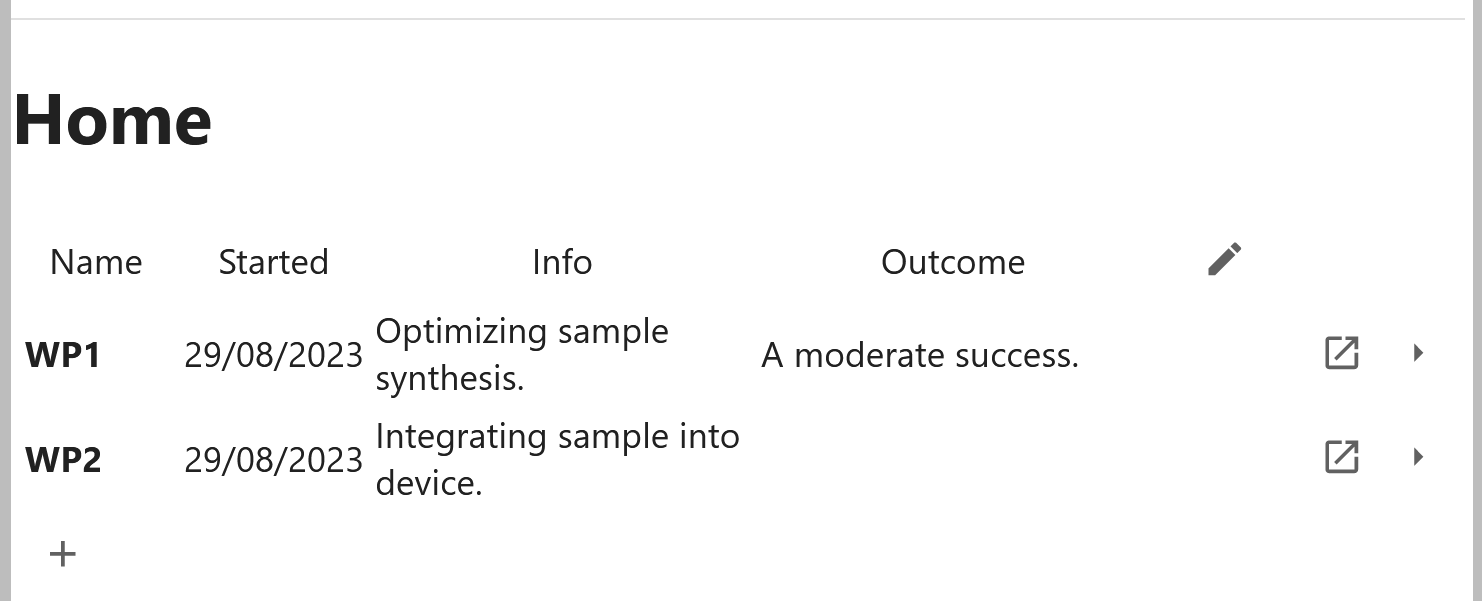 Home
Name Started Info Outcome
WP1 29/08/2023 Optimizing sample
synthesis. A moderate success.
WP2 29/08/2023 Integrating sample into
device.